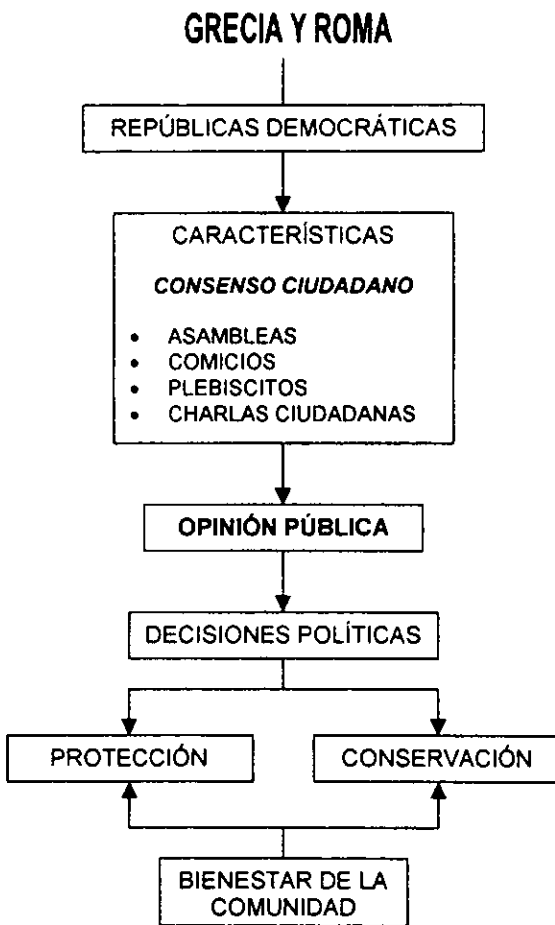 GRECIA Y ROMA
REPÚBLICAS DEMOCRÁTICAS
CARACTERÍSTICAS
CONSENSO CIUDADANO
• ASAMBLEAS
• COMICIOS
• PLEBISCITOS
• CHARLAS CIUDADANAS
OPINIÓN PÚBLICA
DECISIONES POLÍTICAS
PROTECCIÓN
CONSERVACIÓN
BIENESTAR DE LA
COMUNIDAD